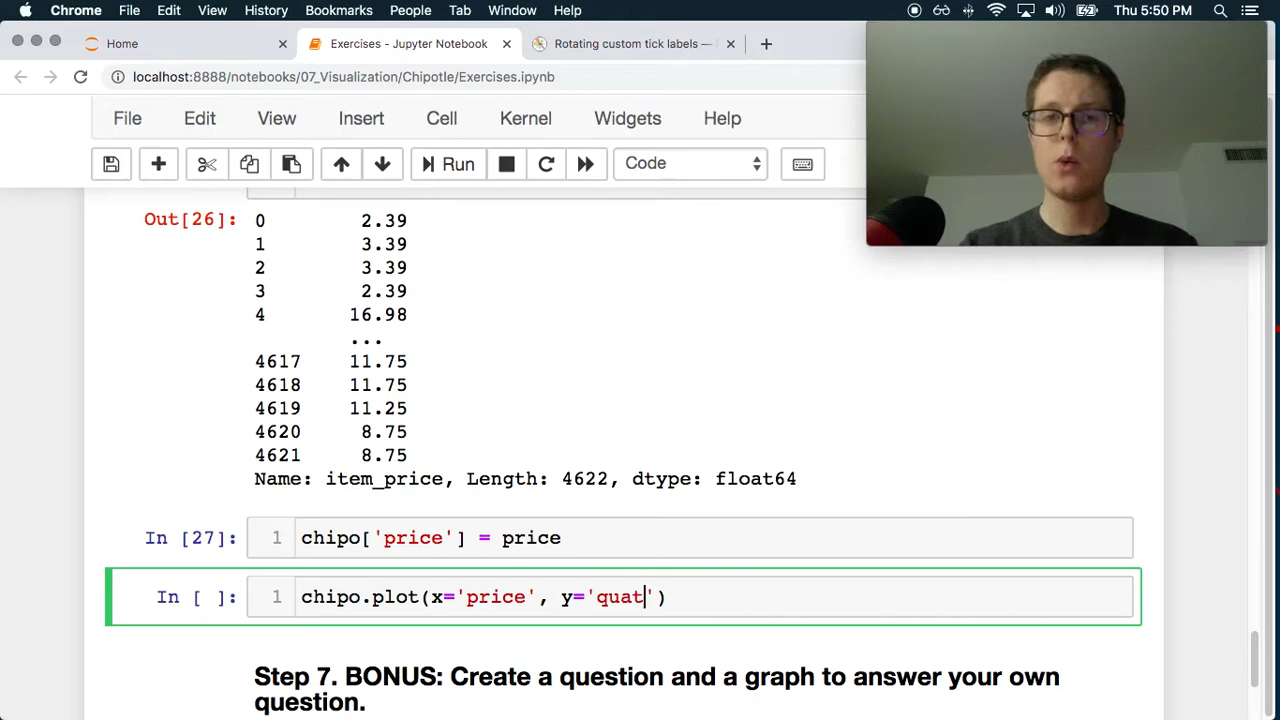 Chrome File Edit View History Bookmarks People Tab Window Help Thu 5:50 PM
Home Exercises - Jupyter Notebook Rotating custom tick labels —
localhost:8888/notebooks/07_Visualization/Chipotle/Exercises.ipynb
File Edit View Insert Cell Kernel Widgets Help
Run Code
Out[26]: 0 2.39
1 3.39
2 3.39
3 2.39
4 16.98
...
4617 11.75
4618 11.75
4619 11.25
4620 8.75
4621 8.75
Name: item_price, Length: 4622, dtype: float64
In [27]: 1 chipo['price'] = price
In [ ]: 1 chipo.plot(x='price', y='quat')
Step 7. BONUS: Create a question and a graph to answer your own
question.